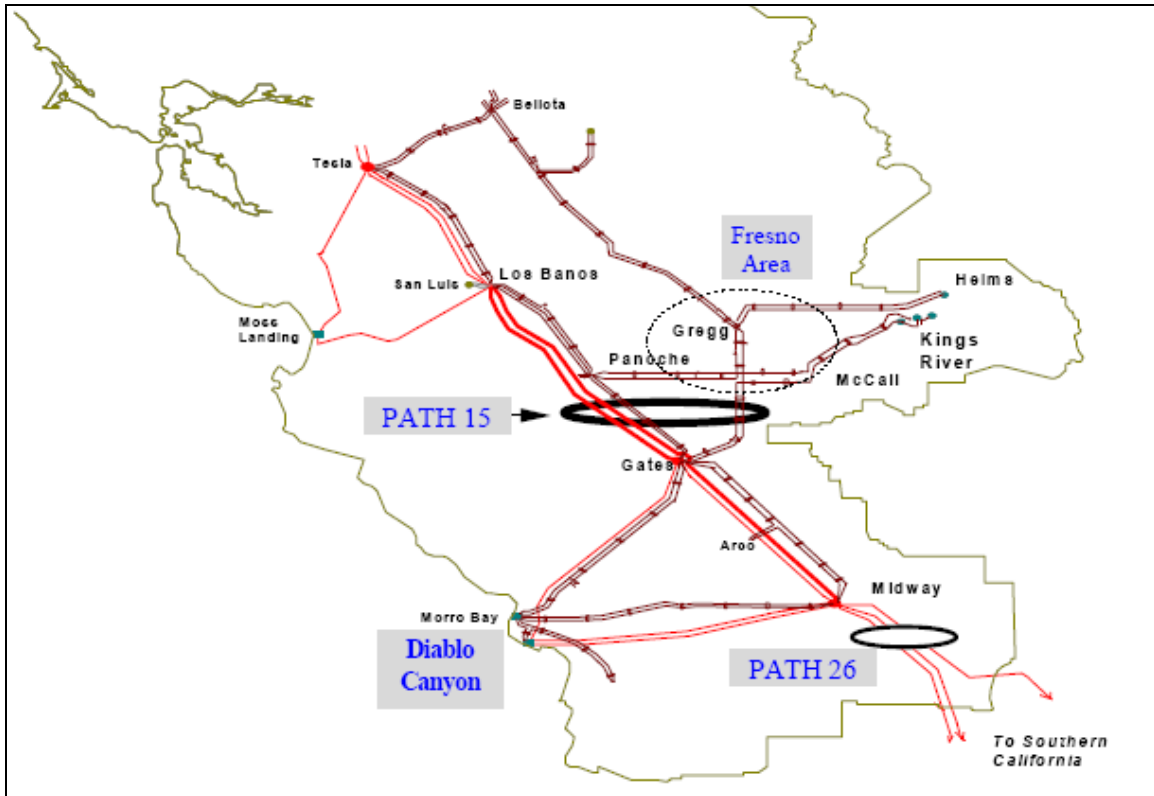 Bellota
Tesla
Fresno
Area
Los Banos
San Luis
Helms
Moss
Landing
Gregg
Kings
River
Panoche
McCall
PATH 15
Gates
Arco
Midway
Morro Bay
Diablo
Canyon
PATH 26
To Southern
California